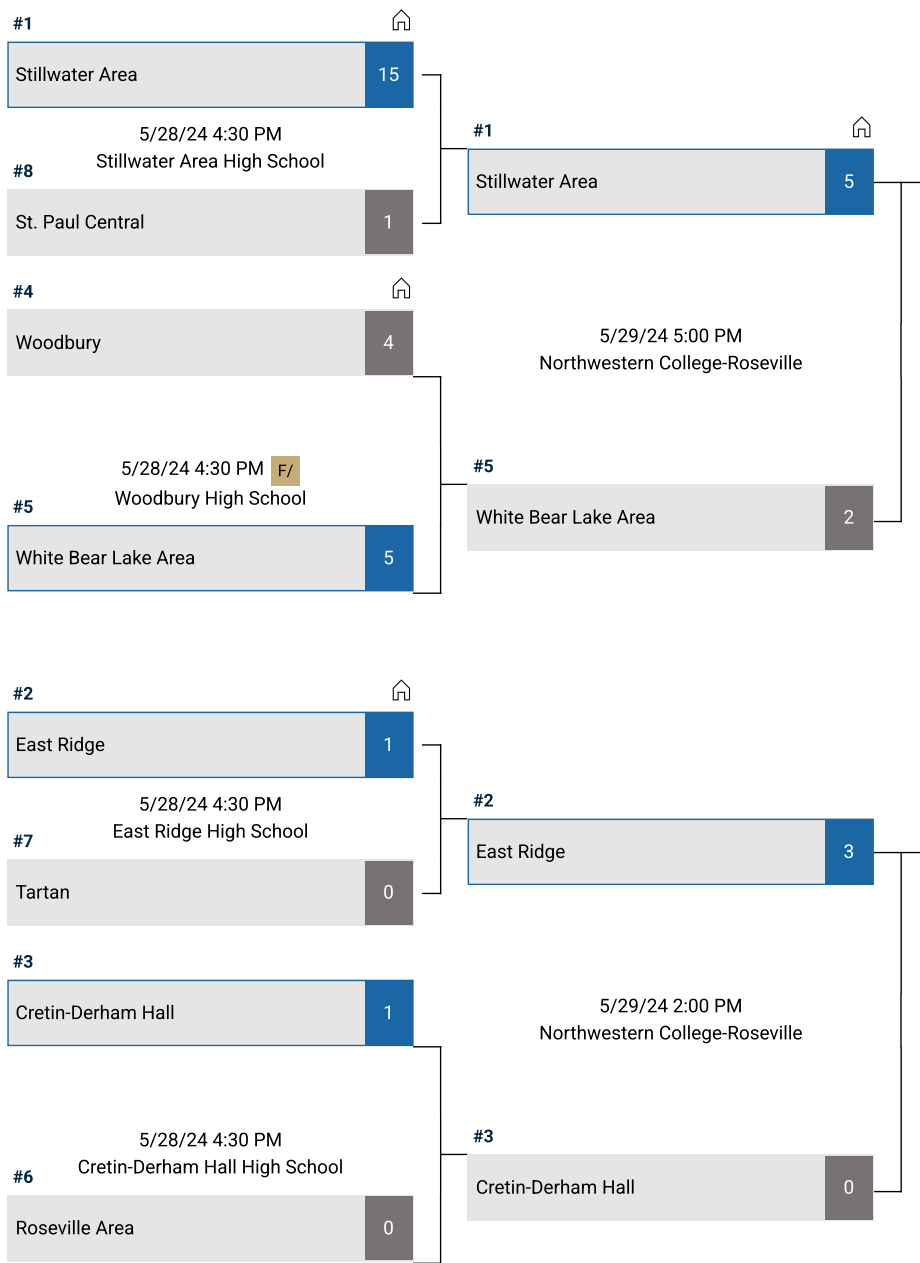 #1
Stillwater Area
15
5/28/24 4:30 PM
Stillwater Area High School
#8
St. Paul Central
1
#4
Woodbury
4
5/28/24 4:30 PM F/
Woodbury High School
#5
White Bear Lake Area
5
#1
Stillwater Area
5
5/29/24 5:00 PM
Northwestern College-Roseville
#5
White Bear Lake Area
2
#2
East Ridge
1
5/28/24 4:30 PM
East Ridge High School
#7
Tartan
0
#3
Cretin-Derham Hall
1
5/28/24 4:30 PM
Cretin-Derham Hall High School
#6
Roseville Area
0
#2
East Ridge
3
5/29/24 2:00 PM
Northwestern College-Roseville
#3
Cretin-Derham Hall
0